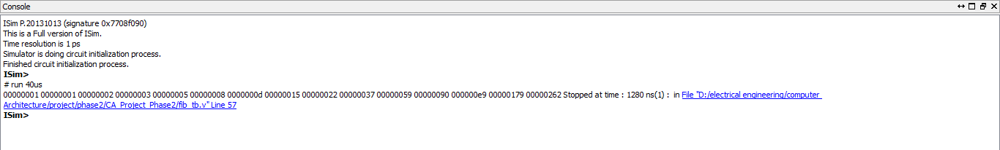 Console
ISim P.20131013 (signature 0x7708f090)
This is a Full version of ISim.
Time resolution is 1 ps
Simulator is doing circuit initialization process.
Finished circuit initialization process.
ISim>
# run 40us
00000001 00000001 00000002 00000003 00000005 00000008 0000000d 00000015 00000022 00000037 00000059 00000090 000000e9 00000179 00000262 Stopped at time : 1280 ns(1) : in File "D:/electrical engineering/computer
Architecture/project/phase2/CA_Project_Phase2/fib_tb.v" Line 57
ISim>